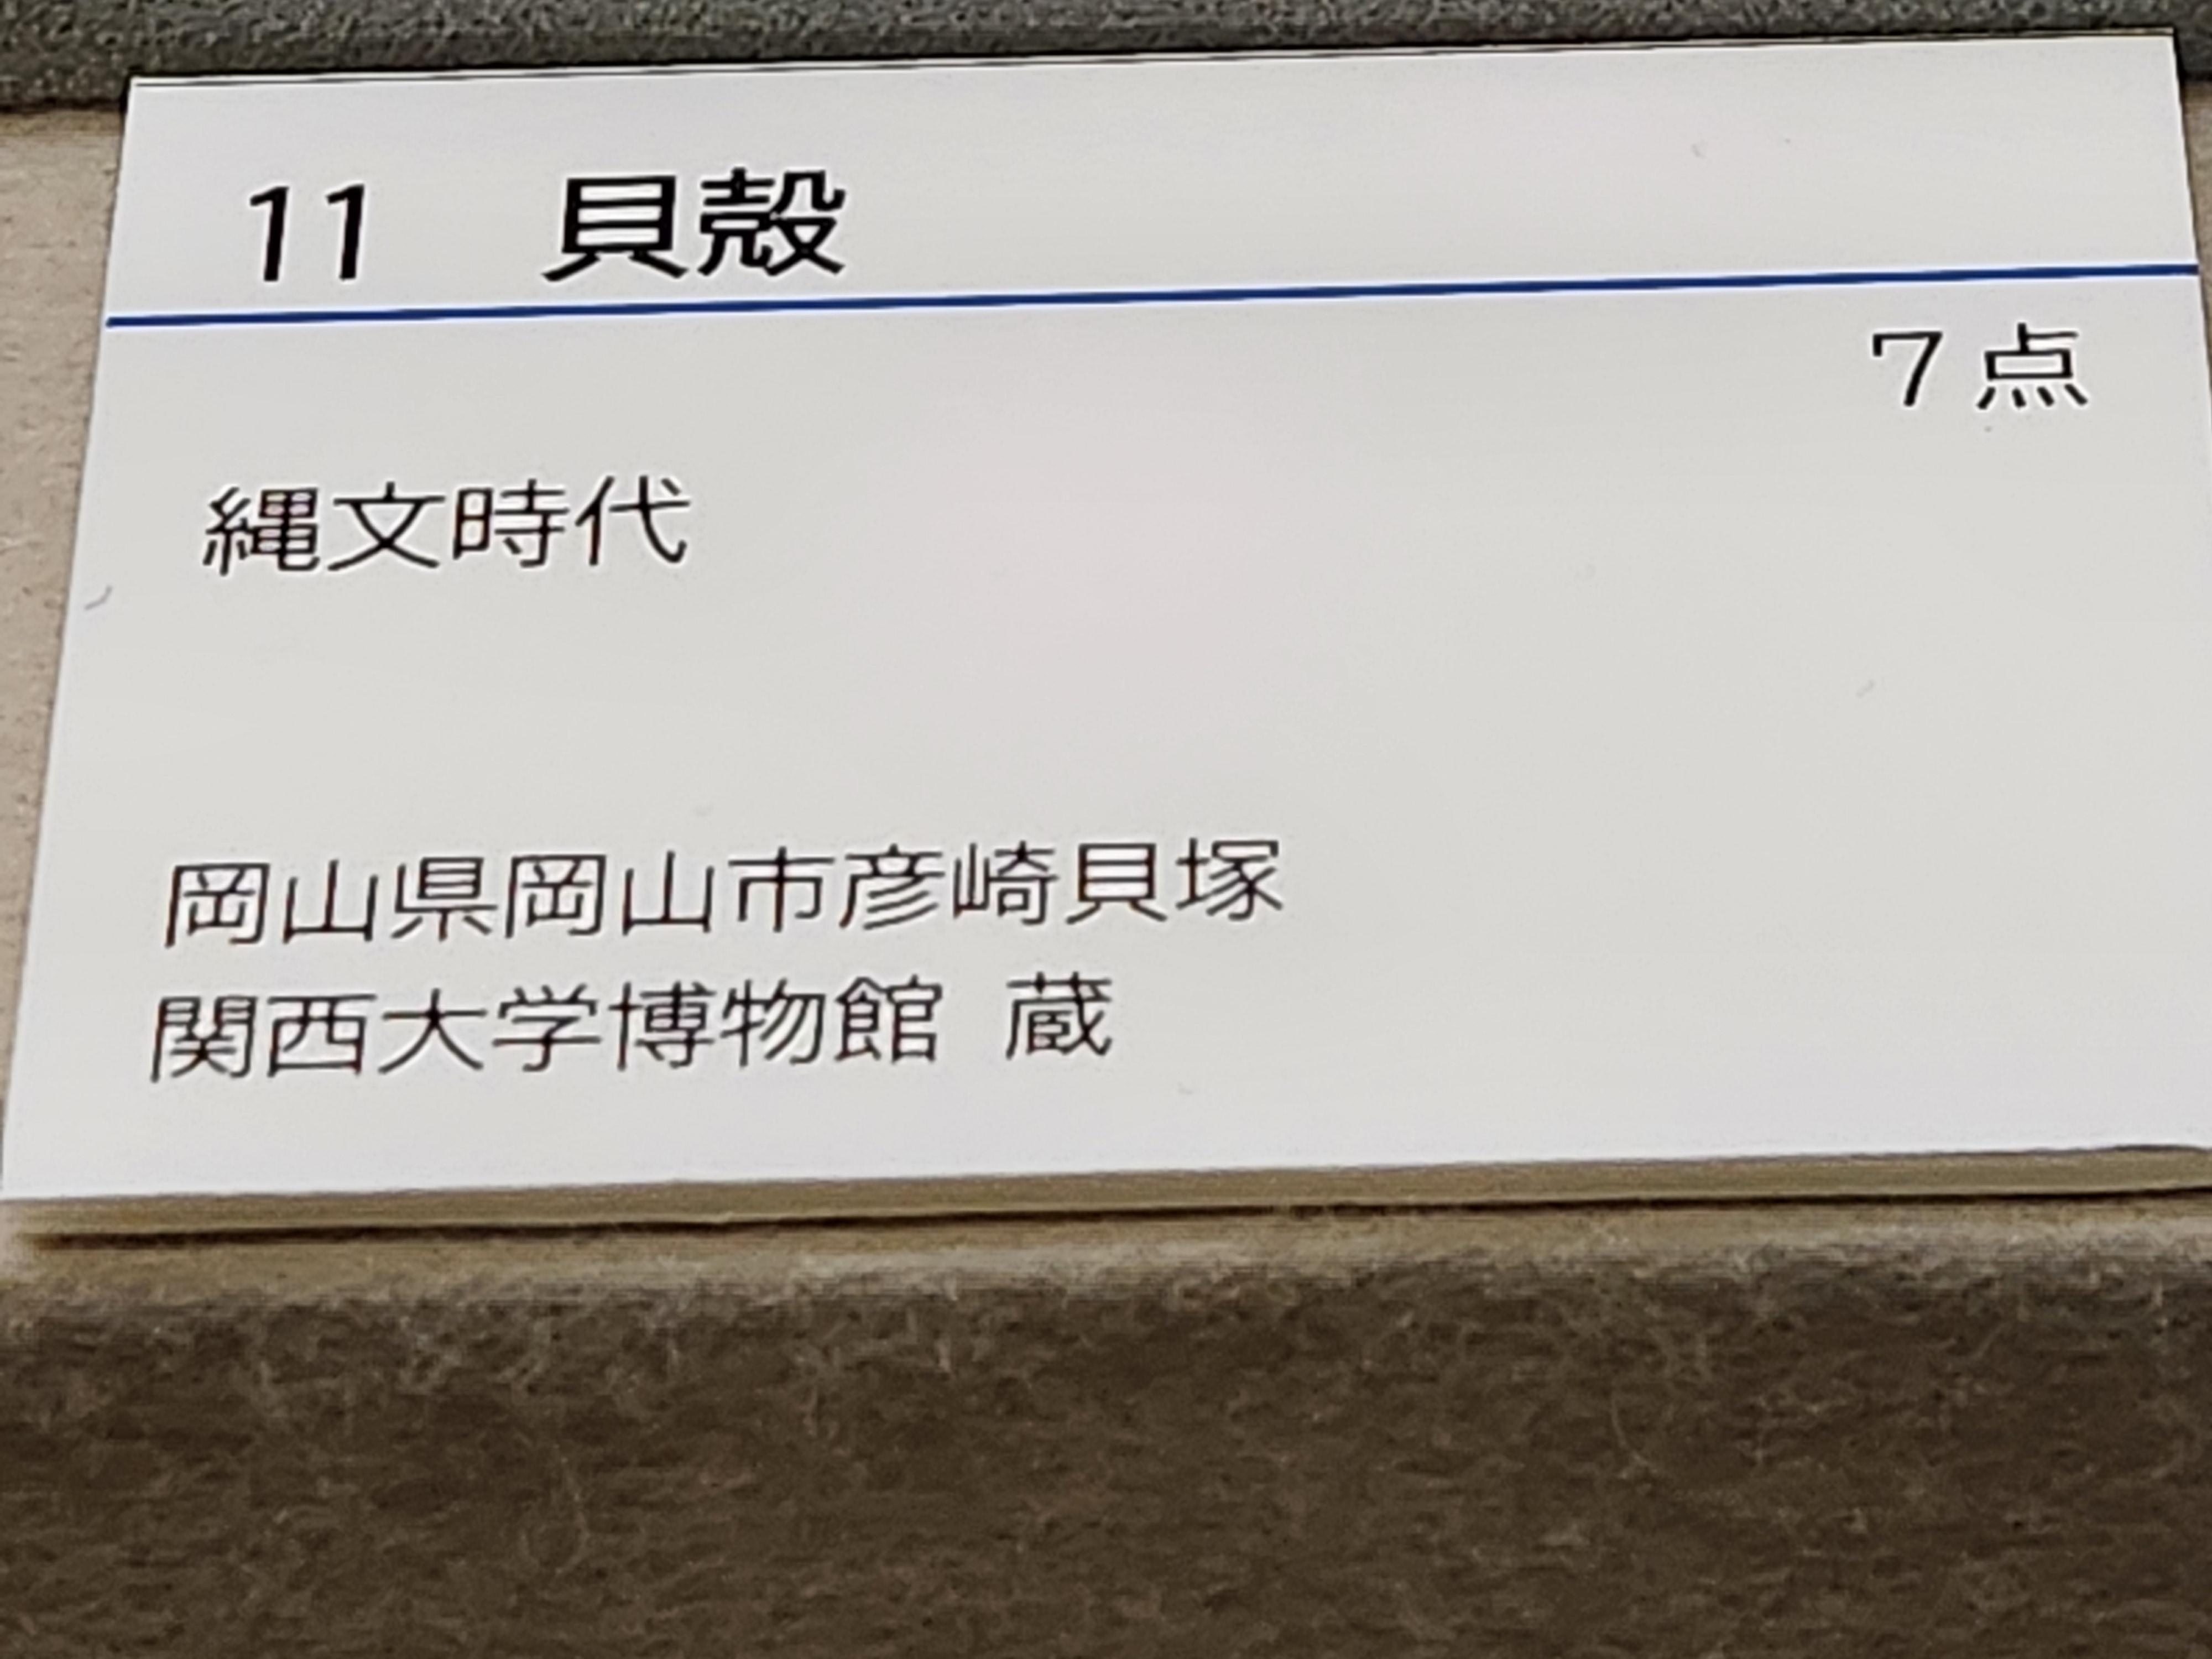 11　貝殻
７点
縄文時代
岡山県岡山市彦崎貝塚
関西大学博物館 蔵